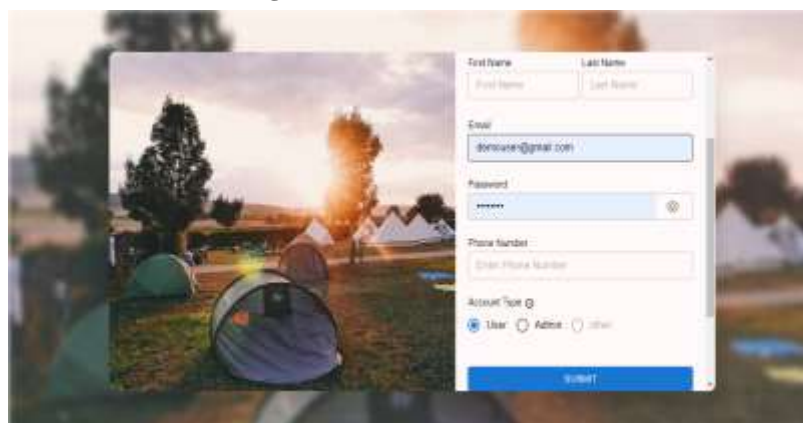 First Name Last Name
First Name Last Name
Email
demouser@gmail.com
Password
Phone Number
Enter Phone Number
Account Type
User Admin other
SUBMIT